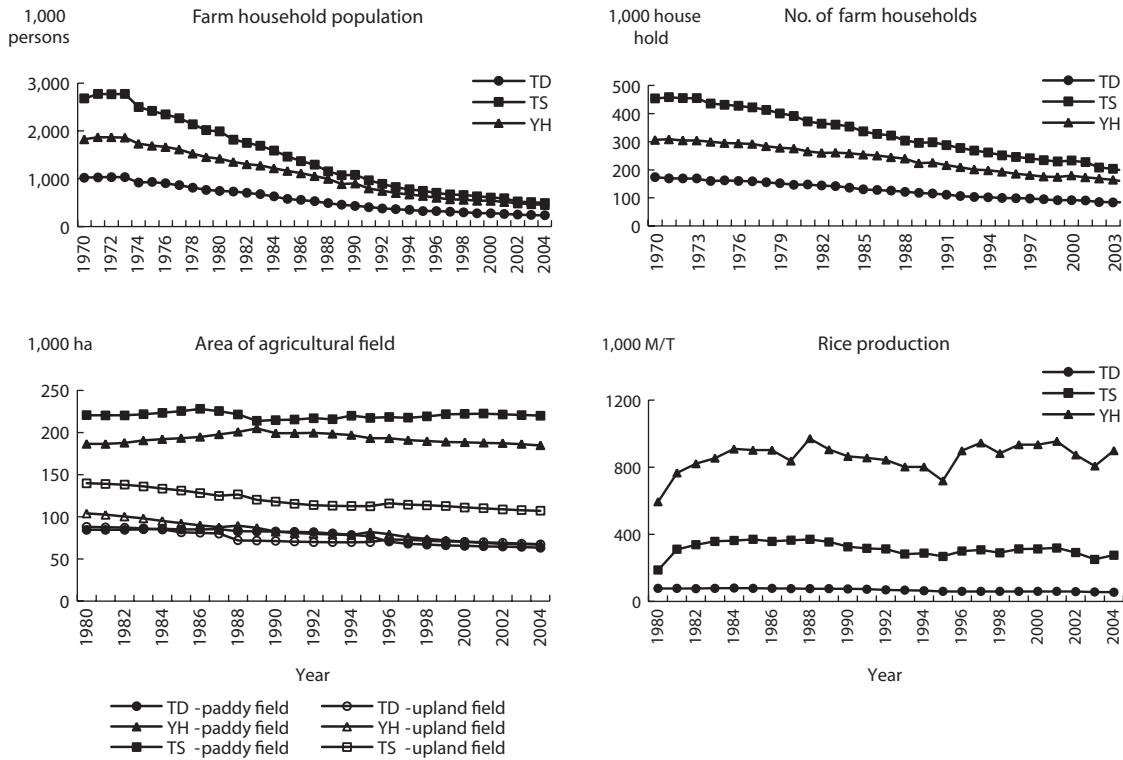 1,000
persons
Farm household population
TD
TS
YH
3,000
2,000
1,000
0
1970
1972
1974
1976
1978
1980
1982
1984
1986
1988
1990
1992
1994
1996
1998
2000
2002
2004
1,000 house
hold
No. of farm households
TD
TS
YH
500
400
300
200
100
0
1970
1973
1976
1979
1982
1985
1988
1991
1994
1997
2000
2003
1,000 ha
Area of agricultural field
250
200
150
100
50
0
1980
1982
1984
1986
1988
1990
1992
1994
1996
1998
2000
2002
2004
Year
TD -paddy field
YH -paddy field
TS -paddy field
TD -upland field
YH -upland field
TS -upland field
1,000 M/T
Rice production
TD
TS
YH
1200
800
400
0
1980
1982
1984
1986
1988
1990
1992
1994
1996
1998
2000
2002
2004
Year